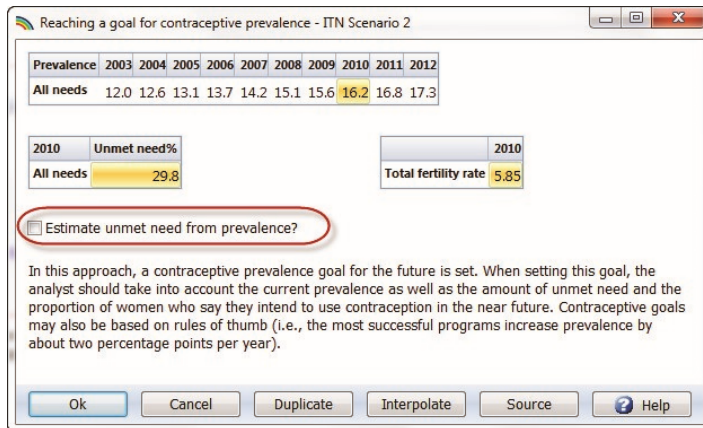 Reaching a goal for contraceptive prevalence - ITN Scenario 2
Prevalence 2003 2004 2005 2006 2007 2008 2009 2010 2011 2012
All needs 12.0 12.6 13.1 13.7 14.2 15.1 15.6 16.2 16.8 17.3
2010 Unmet need% 2010
All needs 29.8 Total fertility rate 5.85
Estimate unmet need from prevalence?
In this approach, a contraceptive prevalence goal for the future is set. When setting this goal, the
analyst should take into account the current prevalence as well as the amount of unmet need and the
proportion of women who say they intend to use contraception in the near future. Contraceptive goals
may also be based on rules of thumb (i.e., the most successful programs increase prevalence by
about two percentage points per year).
Ok Cancel Duplicate Interpolate Source ? Help